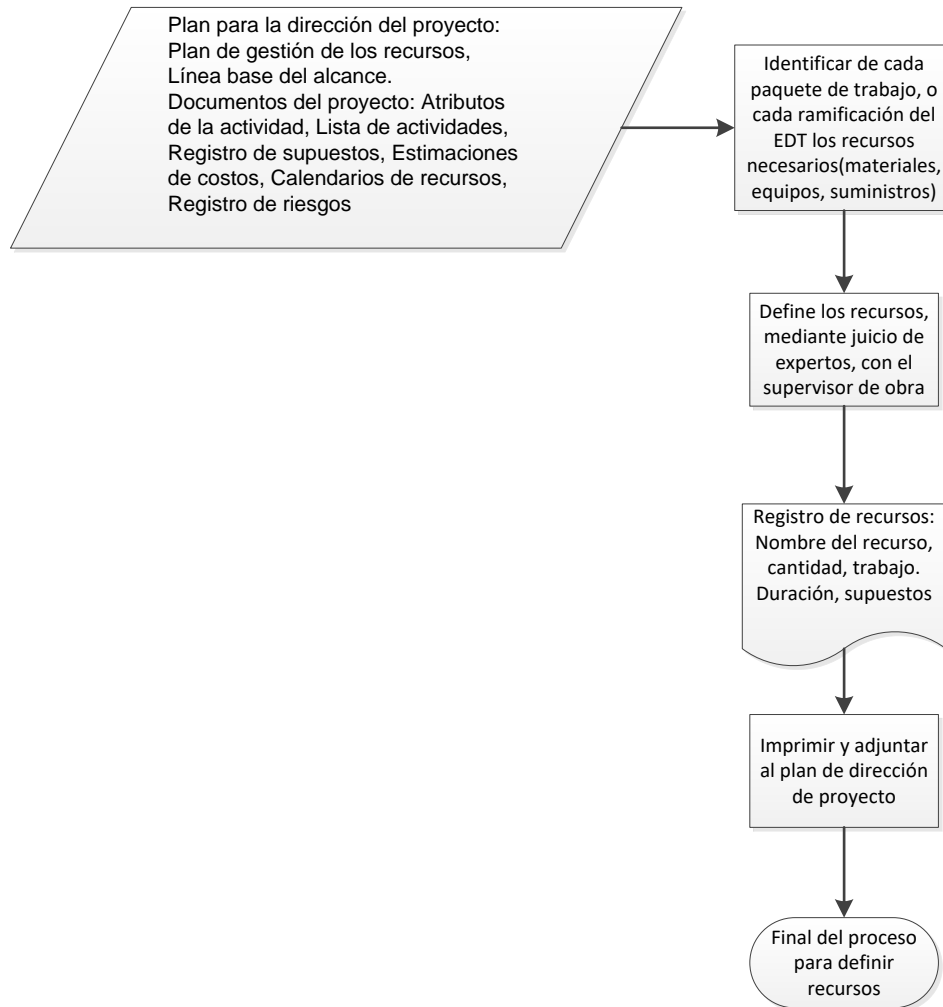 Plan para la dirección del proyecto:
Plan de gestión de los recursos,
Línea base del alcance.
Documentos del proyecto: Atributos
de la actividad, Lista de actividades,
Registro de supuestos, Estimaciones
de costos, Calendarios de recursos,
Registro de riesgos
Identificar de cada
paquete de trabajo, o
cada ramificación del
EDT los recursos
necesarios(materiales,
equipos, suministros)
Define los recursos,
mediante juicio de
expertos, con el
supervisor de obra
Registro de recursos:
Nombre del recurso,
cantidad, trabajo.
Duración, supuestos
Imprimir y adjuntar
al plan de dirección
de proyecto
Final del proceso
para definir
recursos